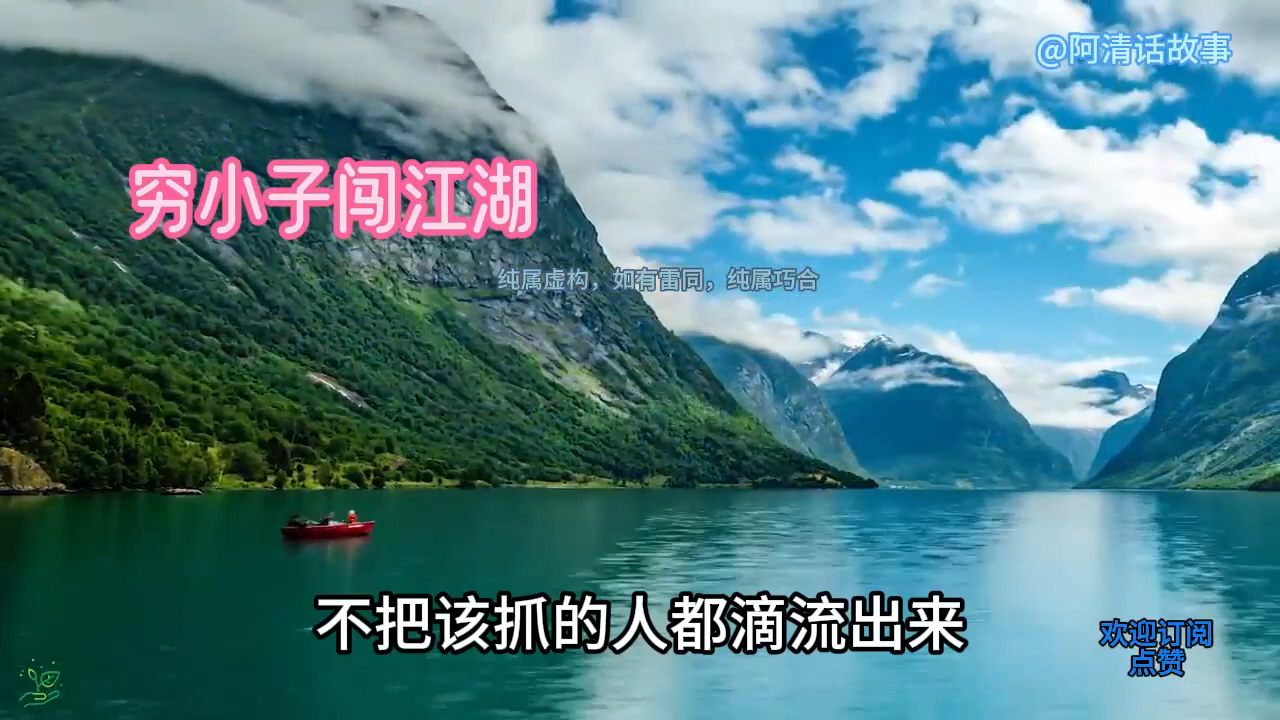 @阿清话故事
穷小子闯江湖
纯属虚构，如有雷同，纯属巧合
不把该抓的人都滴流出来
欢迎订阅
点赞